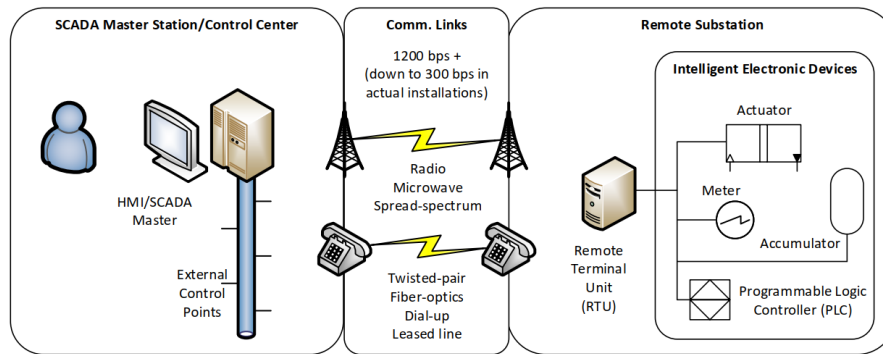 SCADA Master Station/Control Center
HMI/SCADA
Master
External
Control
Points
Comm. Links
1200 bps +
(down to 300 bps in
actual installations)
Radio
Microwave
Spread-spectrum
Twisted-pair
Fiber-optics
Dial-up
Leased line
Remote Substation
Remote
Terminal
Unit
(RTU)
Intelligent Electronic Devices
Actuator
Meter
Accumulator
Programmable Logic
Controller (PLC)